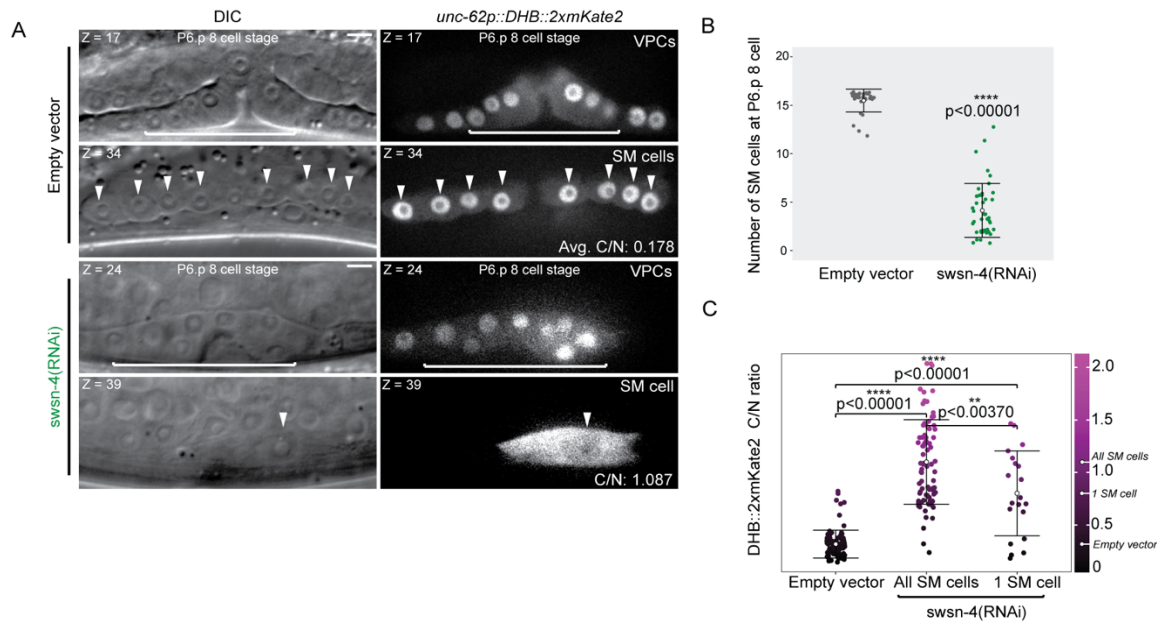 A
DIC
unc-62p::DHB::2xmKate2
Empty vector
Z = 17
P6.p 8 cell stage
Z = 17
P6.p 8 cell stage
VPCs
Z = 34
Z = 34
SM cells
Avg. C/N: 0.178
swsn-4(RNAi)
Z = 24
P6.p 8 cell stage
Z = 24
P6.p 8 cell stage
VPCs
Z = 39
Z = 39
SM cell
C/N: 1.087
B
Number of SM cells at P6.p 8 cell
20
15
10
5
0
****
p<0.00001
Empty vector
swsn-4(RNAi)
C
DHB::2xmKate2 C/N ratio
****
p<0.00001
****
p<0.00001
**
p<0.00370
2.0
1.5
1.0
0.5
0
All SM cells
1 SM cell
Empty vector
Empty vector
All SM cells
1 SM cell
swsn-4(RNAi)